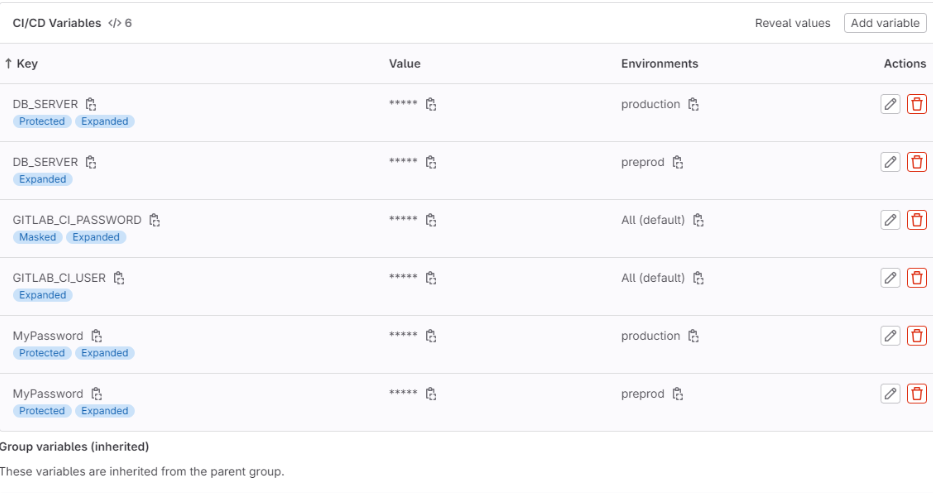 CI/CD Variables </> 6 Reveal values Add variable
↑ Key Value Environments Actions
DB_SERVER ***** production
Protected Expanded
DB_SERVER ***** preprod
Expanded
GITLAB_CI_PASSWORD ***** All (default)
Masked Expanded
GITLAB_CI_USER ***** All (default)
Expanded
MyPassword ***** production
Protected Expanded
MyPassword ***** preprod
Protected Expanded
Group variables (inherited)
These variables are inherited from the parent group.